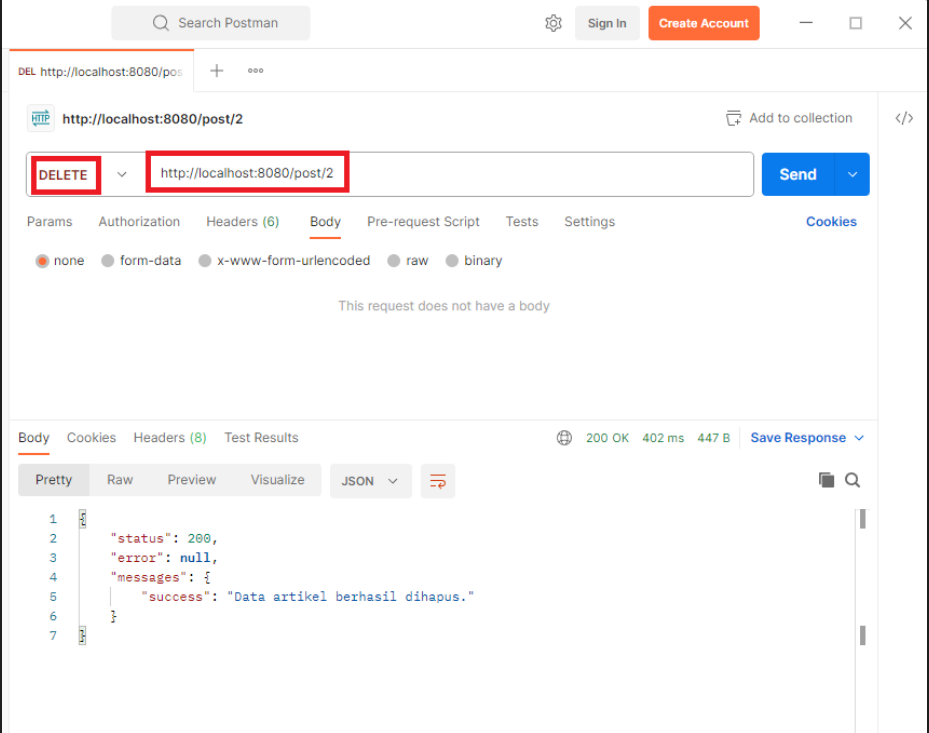 Search Postman Sign In Create Account
DEL http://localhost:8080/pos
HTTP http://localhost:8080/post/2 Add to collection </>
DELETE http://localhost:8080/post/2 Send
Params Authorization Headers (6) Body Pre-request Script Tests Settings Cookies
none form-data x-www-form-urlencoded raw binary
This request does not have a body
Body Cookies Headers (8) Test Results 200 OK 402 ms 447 B Save Response
Pretty Raw Preview Visualize JSON
1 {
2 "status": 200,
3 "error": null,
4 "messages": {
5 "success": "Data artikel berhasil dihapus."
6 }
7 }